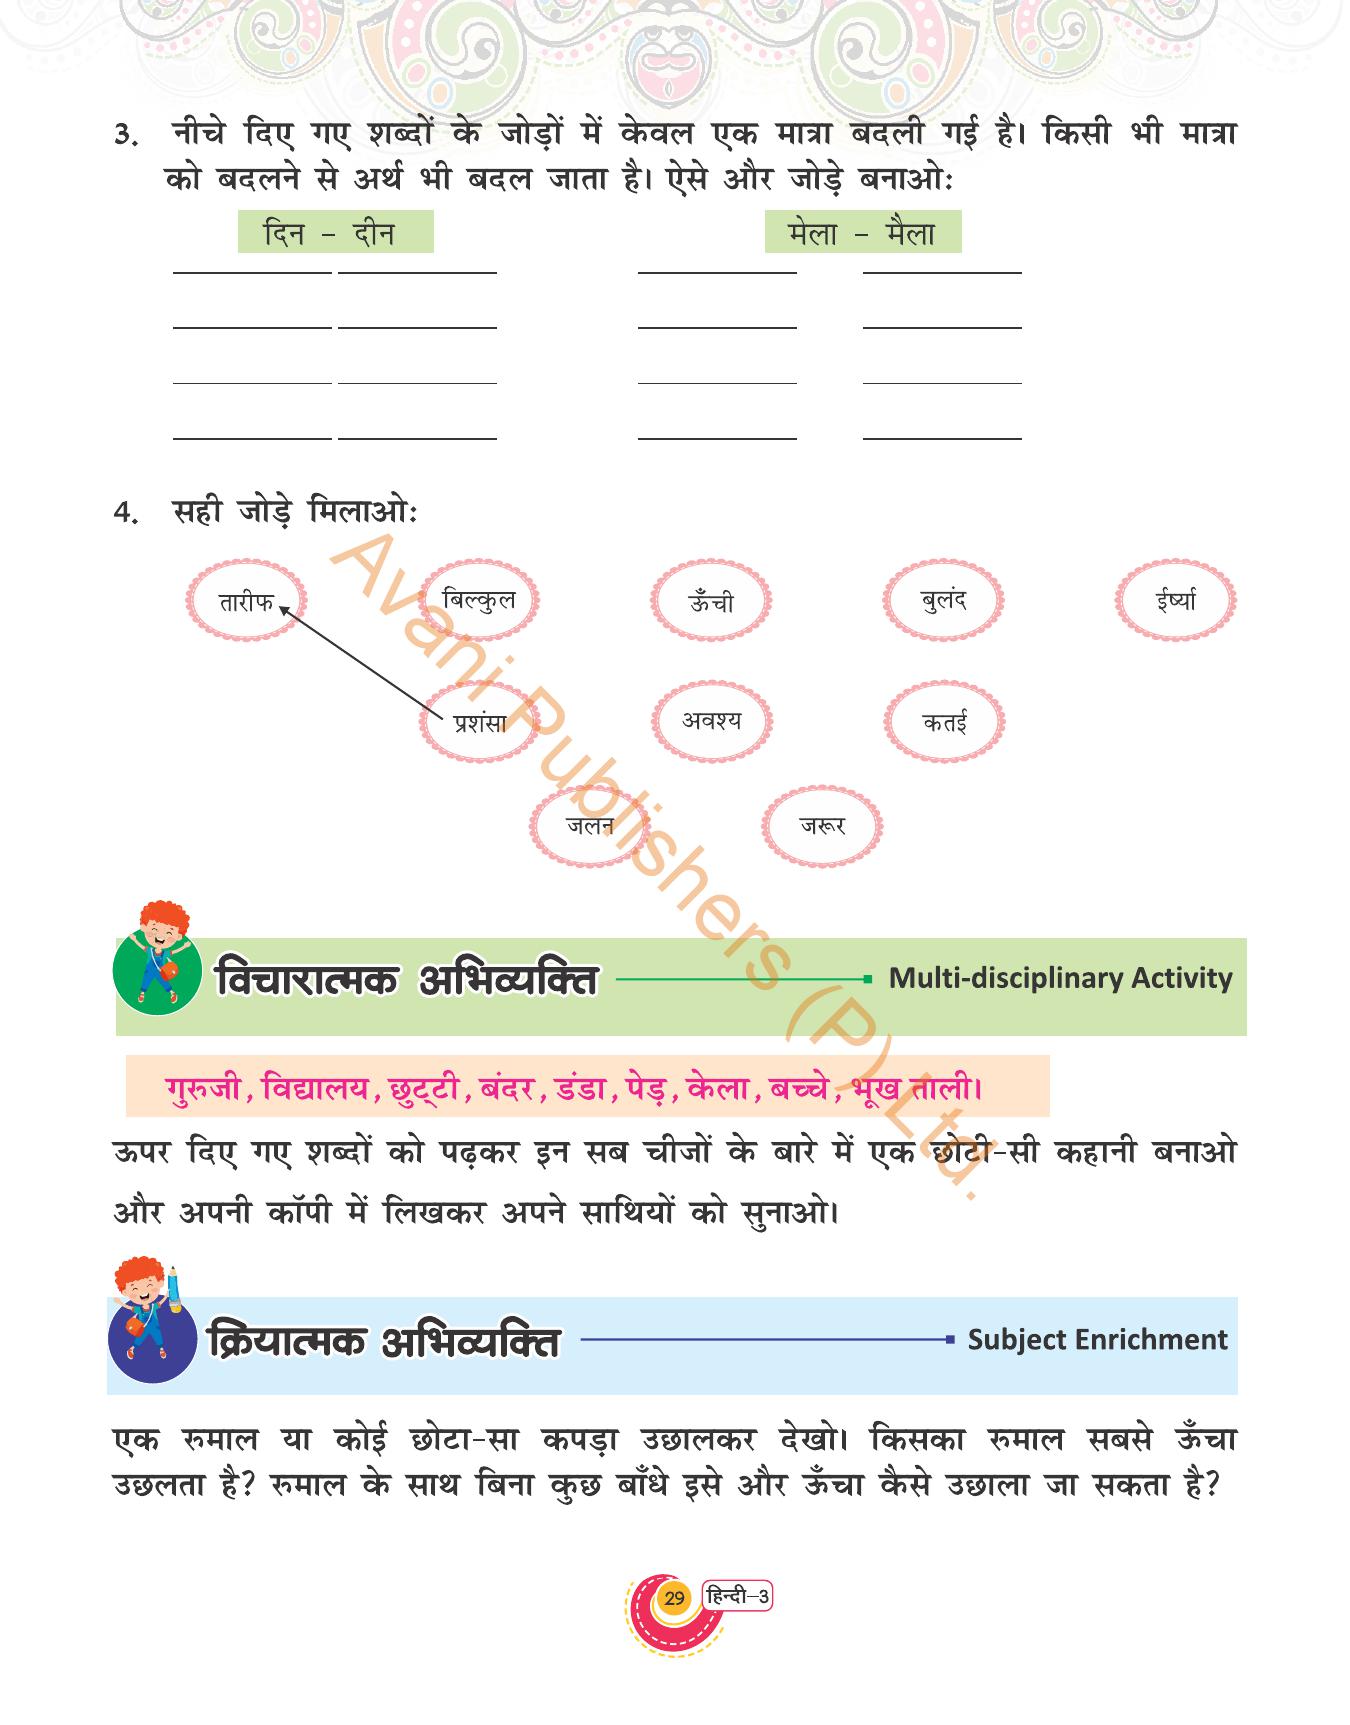 3. नीचे दिए गए शब्दों के जोड़ों में केवल एक मात्रा बदली गई है। किसी भी मात्रा
को बदलने से अर्थ भी बदल जाता है। ऐसे और जोड़े बनाओः
दिन – दीन मेला – मैला
4. सही जोड़े मिलाओः
तारीफ बिल्कुल ऊँची बुलंद ईर्ष्या
प्रशंसा अवश्य कतई
जलन जरूर
विचारात्मक अभिव्यक्ति Multi-disciplinary Activity
गुरुजी, विद्यालय, छुट्टी, बंदर, डंडा, पेड़, केला, बच्चे, भूख ताली।
ऊपर दिए गए शब्दों को पढ़कर इन सब चीजों के बारे में एक छोटी-सी कहानी बनाओ
और अपनी कॉपी में लिखकर अपने साथियों को सुनाओ।
क्रियात्मक अभिव्यक्ति Subject Enrichment
एक रुमाल या कोई छोटा-सा कपड़ा उछालकर देखो। किसका रुमाल सबसे ऊँचा
उछलता है? रुमाल के साथ बिना कुछ बाँधे इसे और ऊँचा कैसे उछाला जा सकता है?
29 हिन्दी–3
Avani Publishers (P) Ltd.